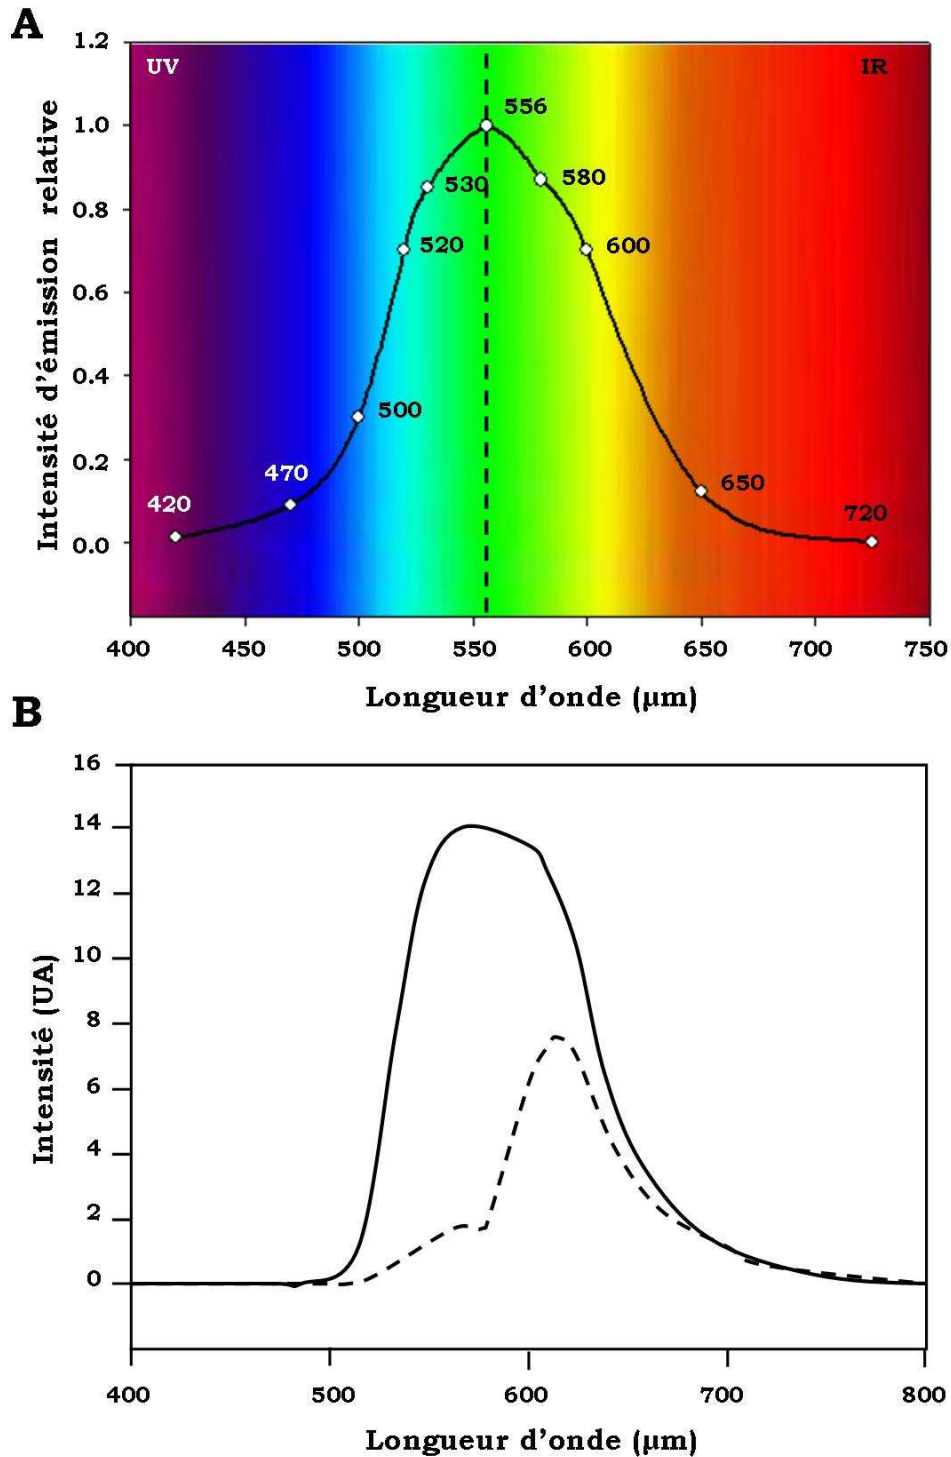 A
1.2
UV
IR
Intensité d'émission relative
1.0
556
530
580
0.8
520
600
0.6
0.4
500
0.2
470
650
420
720
0.0
400 450 500 550 600 650 700 750
Longueur d'onde (µm)
B
16
14
12
10
Intensité (UA)
8
6
4
2
0
400 500 600 700 800
Longueur d'onde (µm)